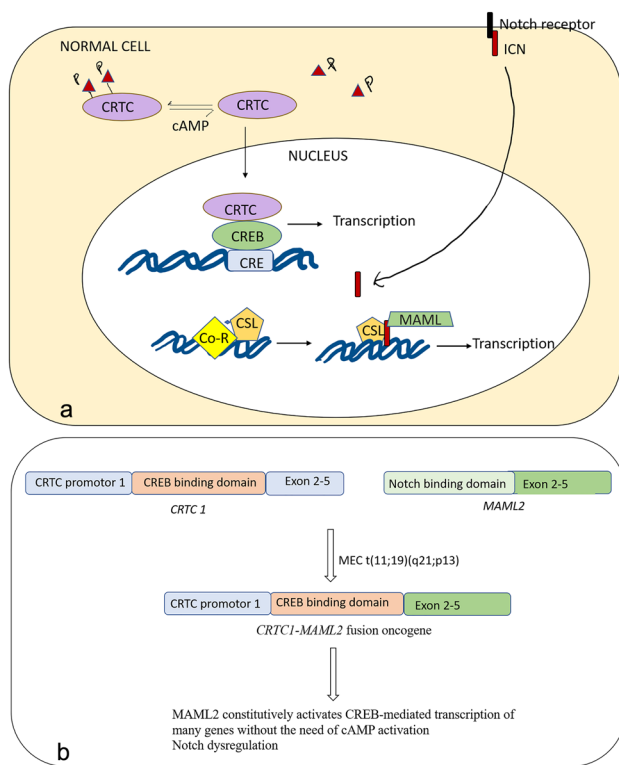 Notch receptor
NORMAL CELL
ICN
P P
P
P
CRTC
CRTC
cAMP
NUCLEUS
CRTC
CREB
Transcription
CRE
MAML
CSL
CSL
Co-R
Transcription
a
CRTC promotor 1 CREB binding domain Exon 2-5
Notch binding domain Exon 2-5
CRTC 1
MAML2
MEC t(11;19)(q21;p13)
CRTC promotor 1 CREB binding domain Exon 2-5
CRTC1-MAML2 fusion oncogene
MAML2 constitutively activates CREB-mediated transcription of
many genes without the need of cAMP activation
Notch dysregulation
b